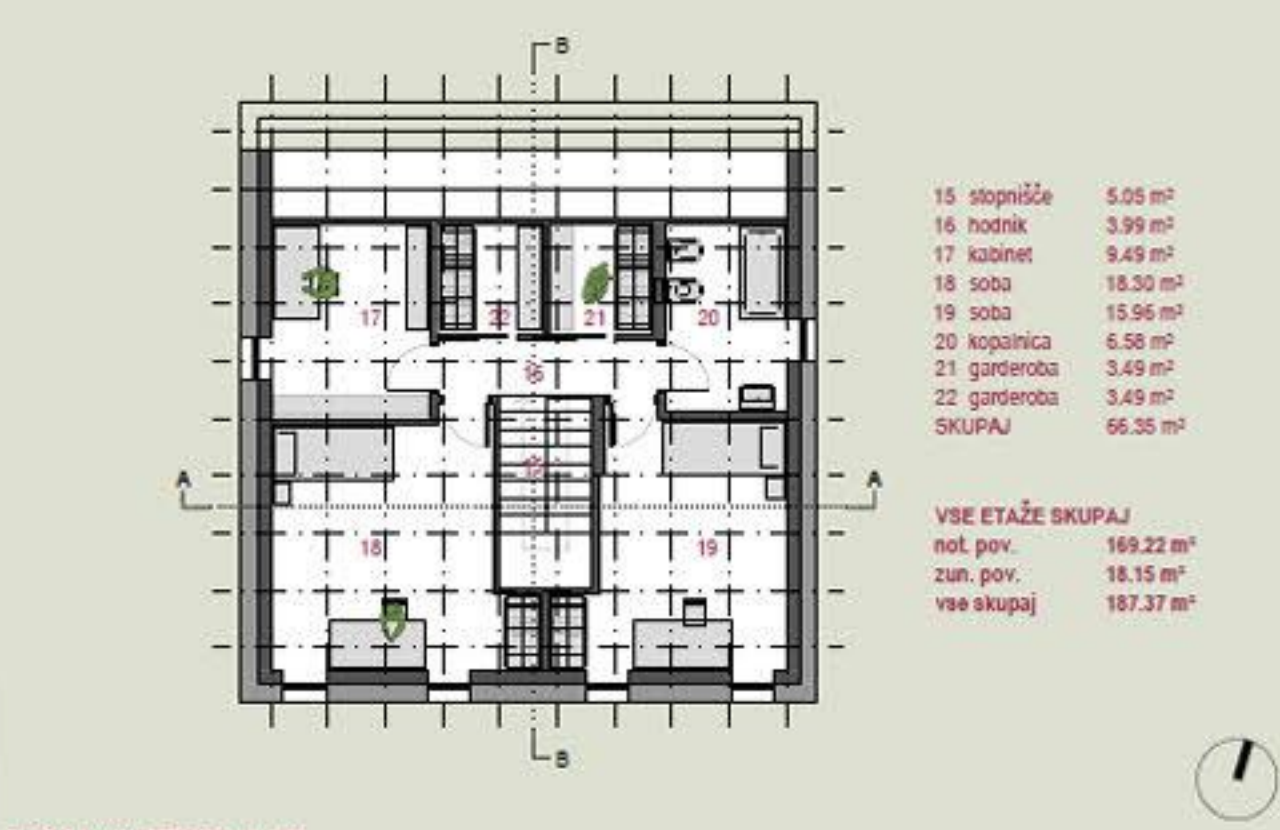 B
17
22
21
20
16
15
A
A
18
19
B
15 stopnišče 5.05 m²
16 hodnik 3.99 m²
17 kabinet 9.49 m²
18 soba 18.30 m²
19 soba 15.96 m²
20 kopalnica 6.58 m²
21 garderoba 3.49 m²
22 garderoba 3.49 m²
SKUPAJ 66.35 m²
VSE ETAŽE SKUPAJ
not. pov. 169.22 m²
zun. pov. 18.15 m²
vse skupaj 187.37 m²